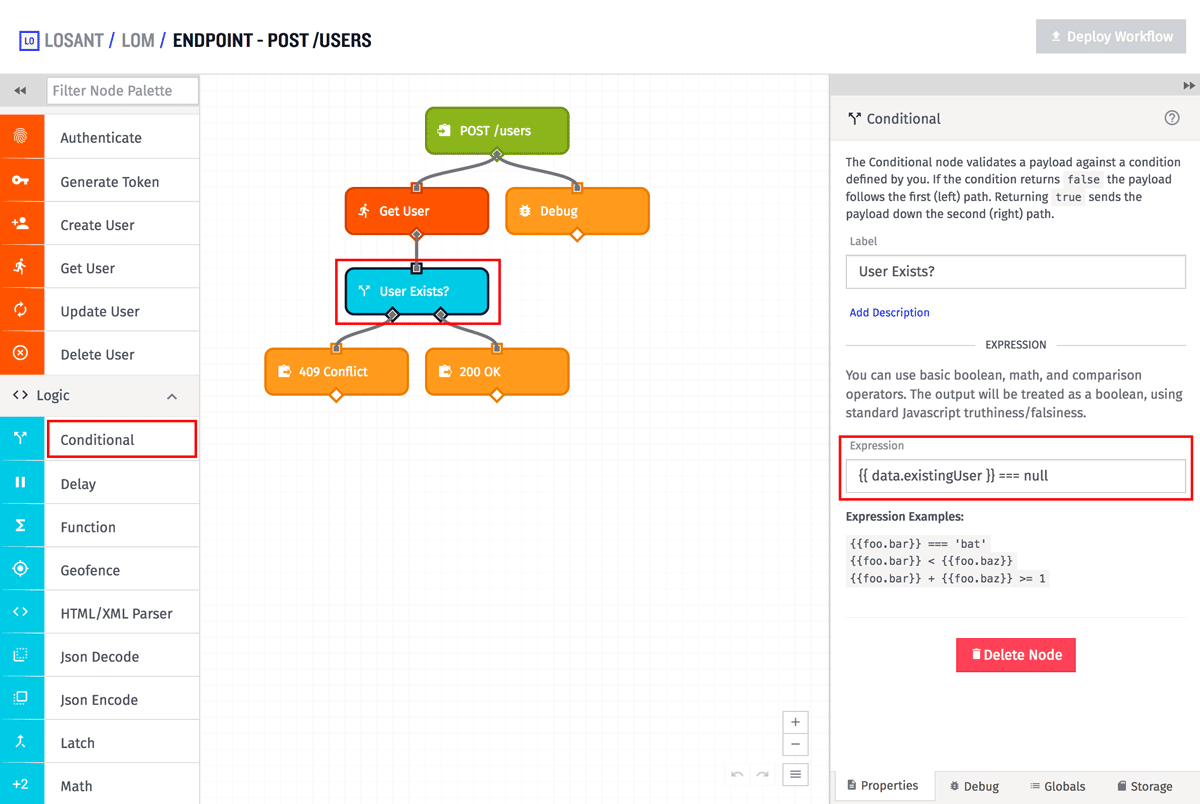 LO LOSANT / LOM / ENDPOINT - POST /USERS
Deploy Workflow
Filter Node Palette
Authenticate
Generate Token
Create User
Get User
Update User
Delete User
Logic
Conditional
Delay
Function
Geofence
HTML/XML Parser
Json Decode
Json Encode
Latch
+2 Math
POST /users
Get User
Debug
User Exists?
409 Conflict
200 OK
Conditional
The Conditional node validates a payload against a condition
defined by you. If the condition returns false the payload
follows the first (left) path. Returning true sends the
payload down the second (right) path.
Label
User Exists?
Add Description
EXPRESSION
You can use basic boolean, math, and comparison
operators. The output will be treated as a boolean, using
standard Javascript truthiness/falsiness.
Expression
{{ data.existingUser }} === null
Expression Examples:
{{foo.bar}} === 'bat'
{{foo.bar}} < {{foo.baz}}
{{foo.bar}} + {{foo.baz}} >= 1
Delete Node
Properties
Debug
Globals
Storage